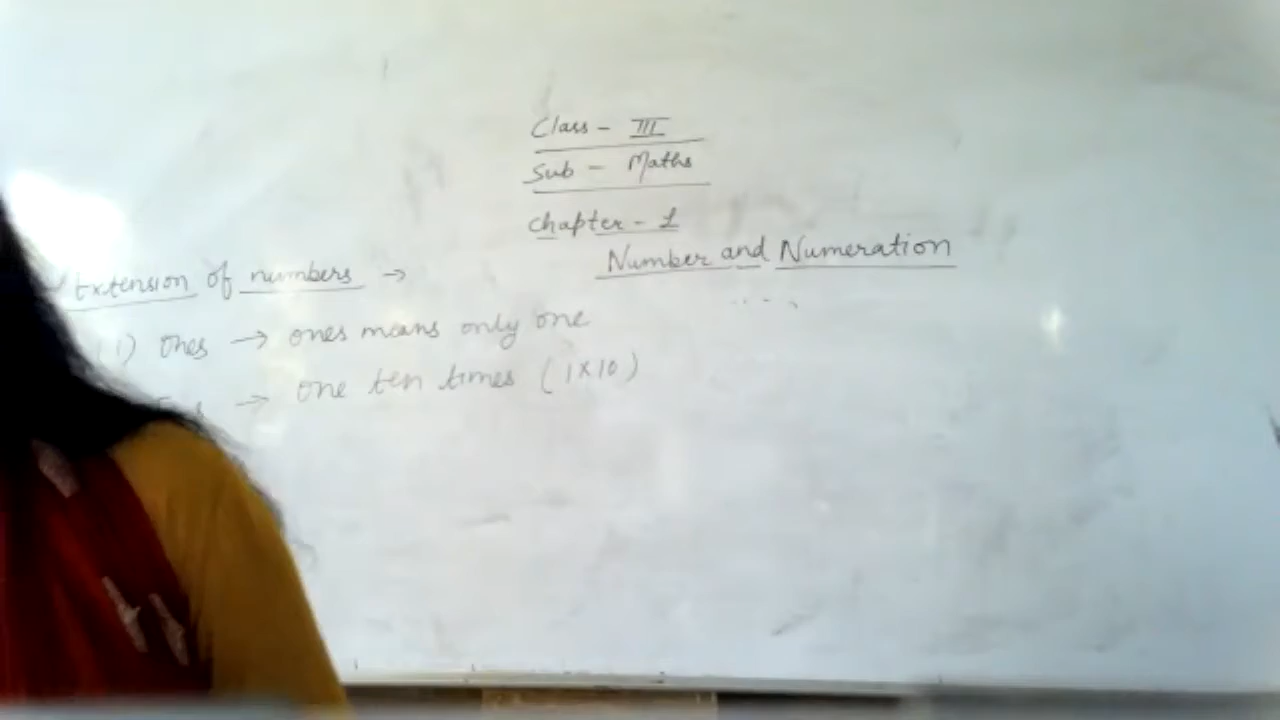 Class - III
Sub - Maths
Chapter - 1
Number and Numeration
Extension of numbers →
(i) Ones → ones means only one
→ one ten times (1×10)